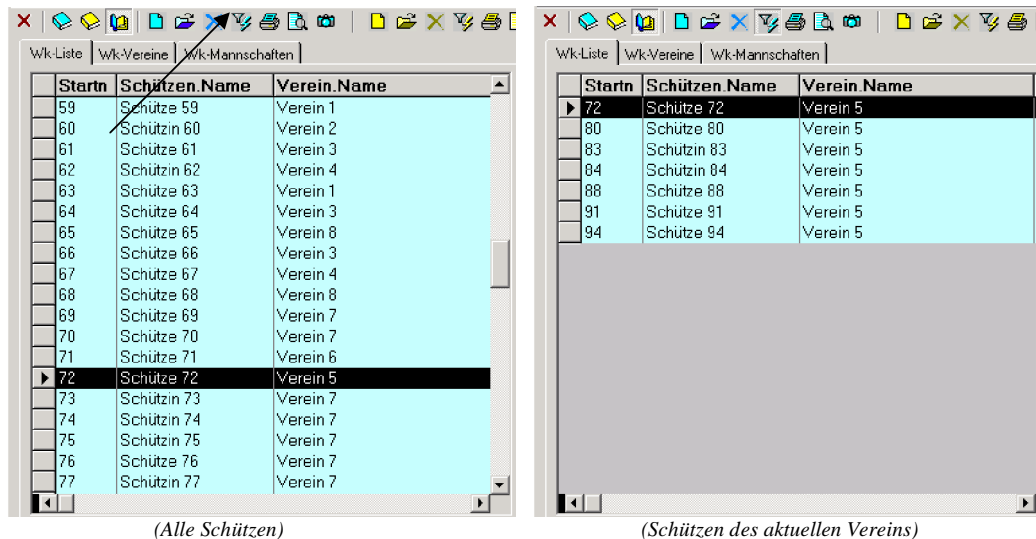 Wk-Liste Wk-Vereine Wk-Mannschaften
Startn Schützen.Name Verein.Name
59 Schütze 59 Verein 1
60 Schützin 60 Verein 2
61 Schütze 61 Verein 3
62 Schützin 62 Verein 4
63 Schütze 63 Verein 1
64 Schütze 64 Verein 3
65 Schütze 65 Verein 8
66 Schütze 66 Verein 3
67 Schütze 67 Verein 4
68 Schütze 68 Verein 8
69 Schütze 69 Verein 7
70 Schütze 70 Verein 7
71 Schütze 71 Verein 6
72 Schütze 72 Verein 5
73 Schützin 73 Verein 7
74 Schützin 74 Verein 7
75 Schützin 75 Verein 7
76 Schütze 76 Verein 7
77 Schützin 77 Verein 7
(Alle Schützen)
Wk-Liste Wk-Vereine Wk-Mannschaften
Startn Schützen.Name Verein.Name
72 Schütze 72 Verein 5
80 Schütze 80 Verein 5
83 Schützin 83 Verein 5
84 Schützin 84 Verein 5
88 Schütze 88 Verein 5
91 Schütze 91 Verein 5
94 Schütze 94 Verein 5
(Schützen des aktuellen Vereins)